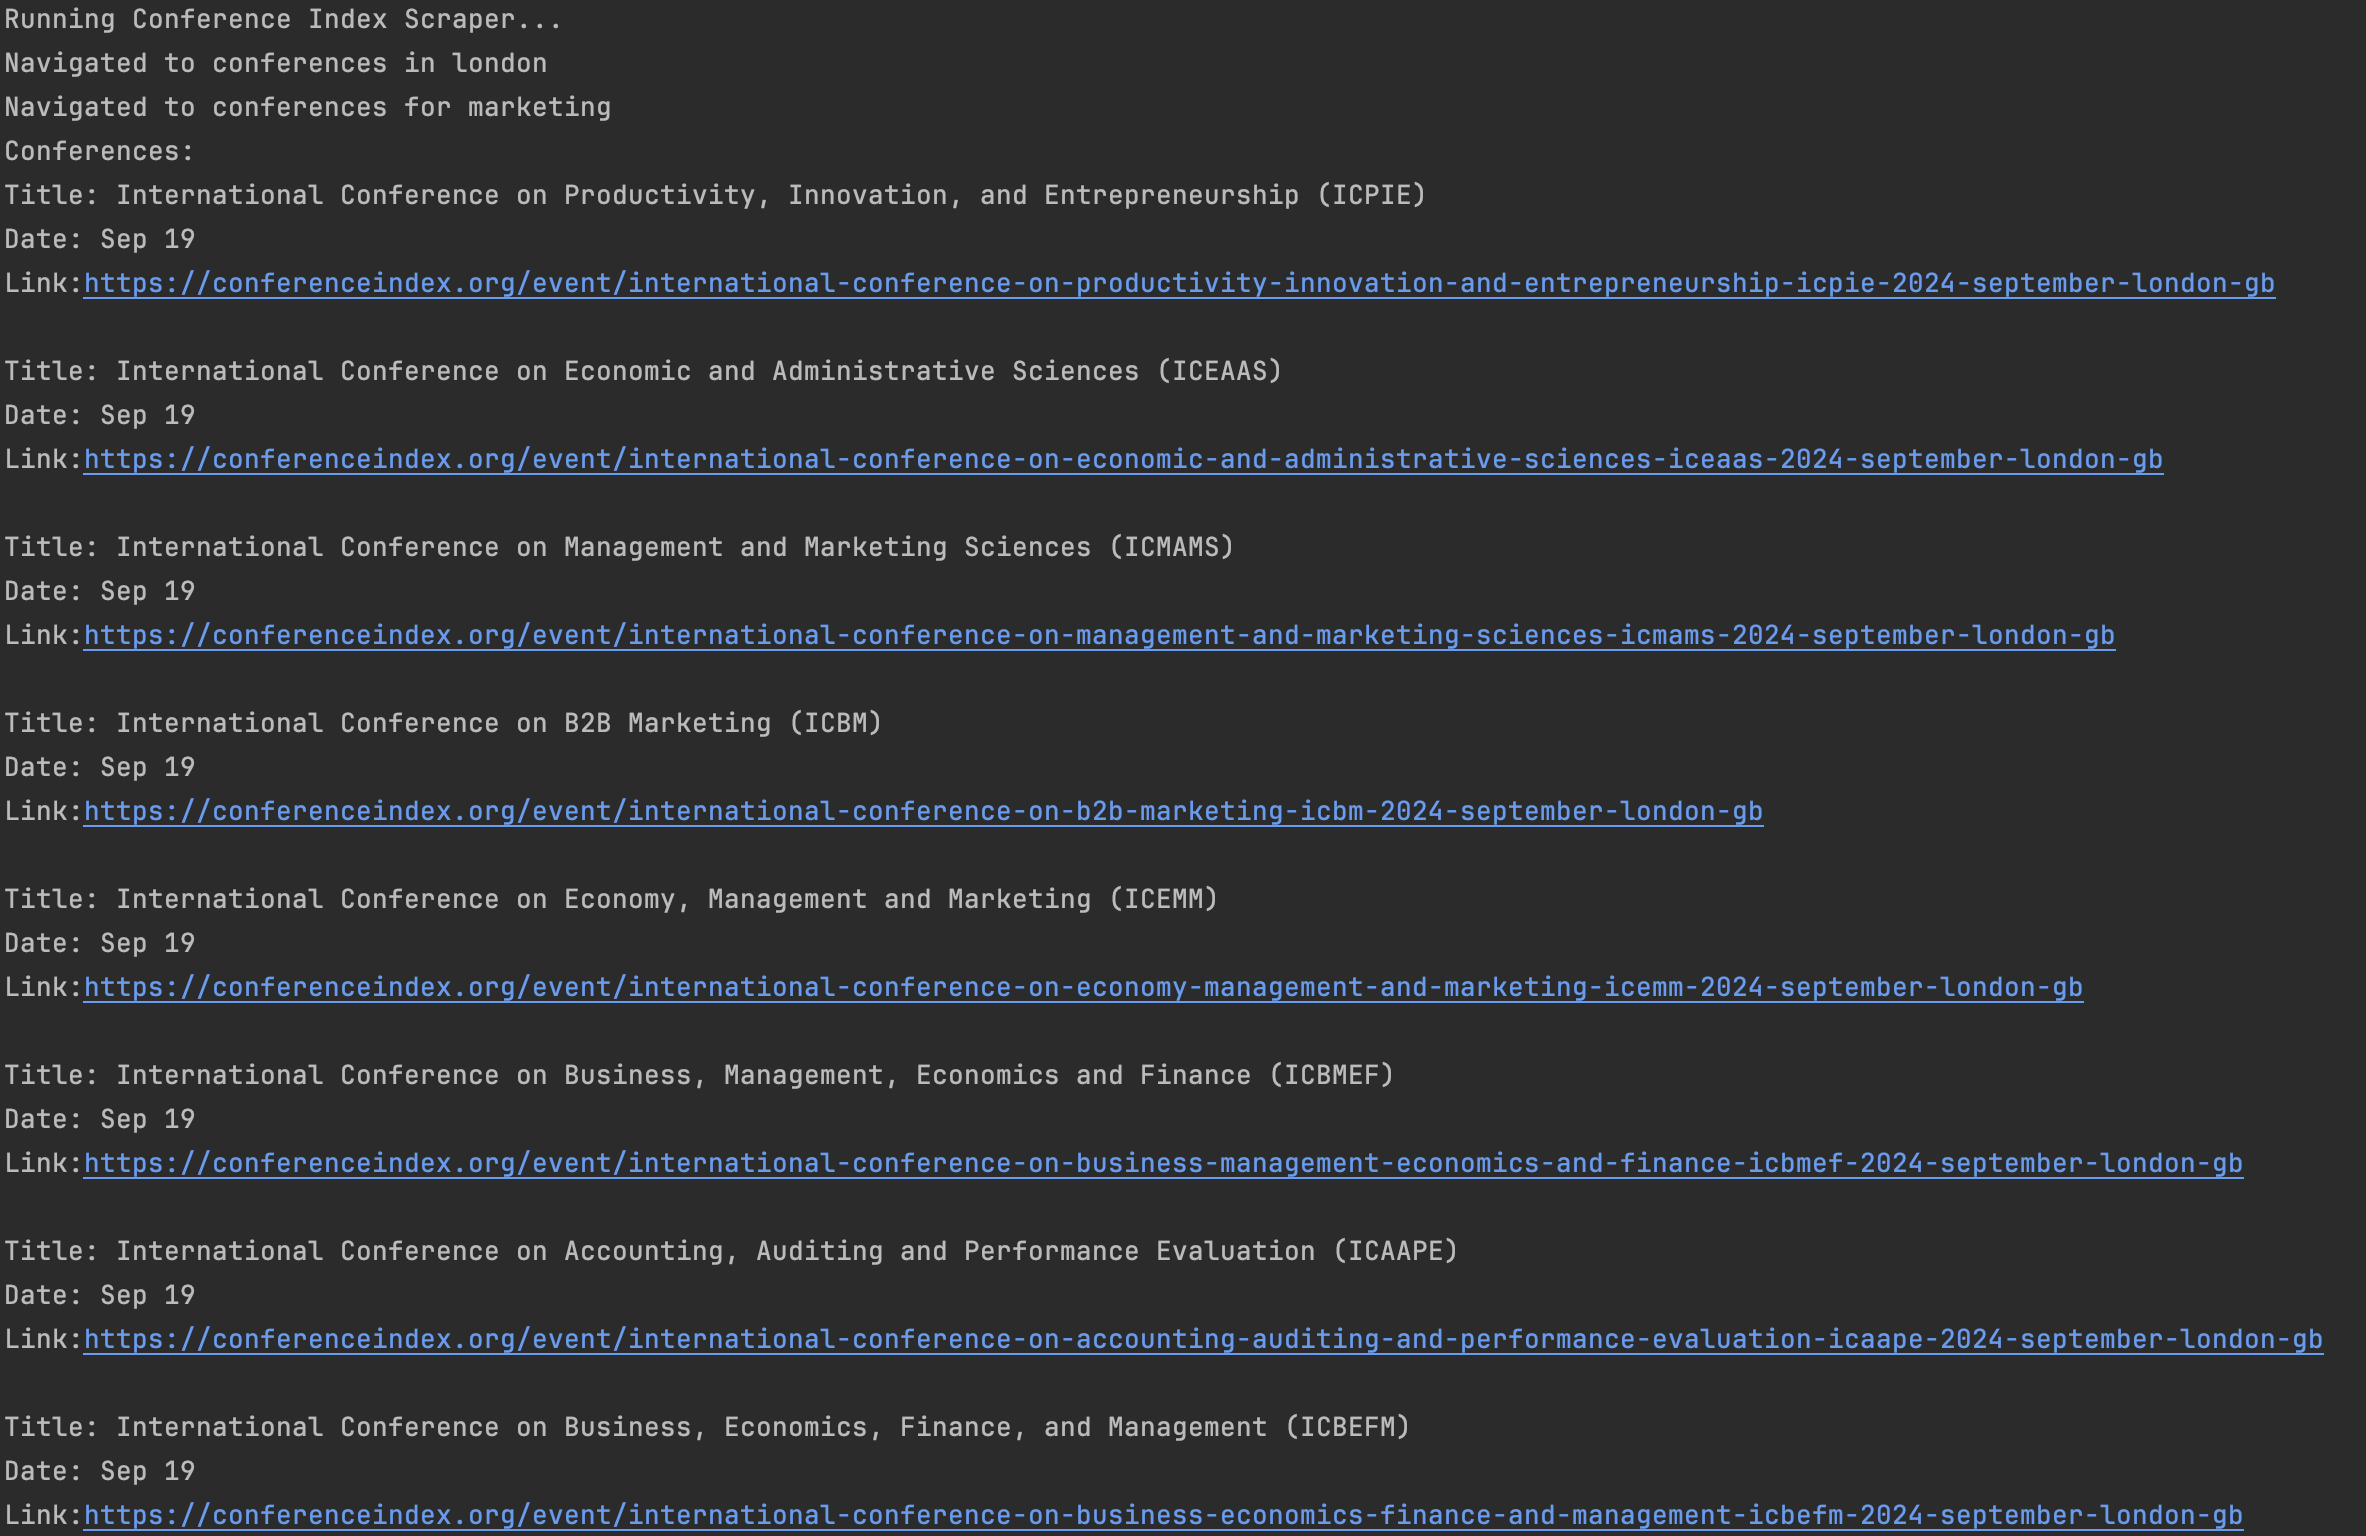 Running Conference Index Scraper...
Navigated to conferences in london
Navigated to conferences for marketing
Conferences:
Title: International Conference on Productivity, Innovation, and Entrepreneurship (ICPIE)
Date: Sep 19
Link:https://conferenceindex.org/event/international-conference-on-productivity-innovation-and-entrepreneurship-icpie-2024-september-london-gb
Title: International Conference on Economic and Administrative Sciences (ICEAAS)
Date: Sep 19
Link:https://conferenceindex.org/event/international-conference-on-economic-and-administrative-sciences-iceaas-2024-september-london-gb
Title: International Conference on Management and Marketing Sciences (ICMAMS)
Date: Sep 19
Link:https://conferenceindex.org/event/international-conference-on-management-and-marketing-sciences-icmams-2024-september-london-gb
Title: International Conference on B2B Marketing (ICBM)
Date: Sep 19
Link:https://conferenceindex.org/event/international-conference-on-b2b-marketing-icbm-2024-september-london-gb
Title: International Conference on Economy, Management and Marketing (ICEMM)
Date: Sep 19
Link:https://conferenceindex.org/event/international-conference-on-economy-management-and-marketing-icemm-2024-september-london-gb
Title: International Conference on Business, Management, Economics and Finance (ICBMEF)
Date: Sep 19
Link:https://conferenceindex.org/event/international-conference-on-business-management-economics-and-finance-icbmef-2024-september-london-gb
Title: International Conference on Accounting, Auditing and Performance Evaluation (ICAAPE)
Date: Sep 19
Link:https://conferenceindex.org/event/international-conference-on-accounting-auditing-and-performance-evaluation-icaape-2024-september-london-gb
Title: International Conference on Business, Economics, Finance, and Management (ICBEFM)
Date: Sep 19
Link:https://conferenceindex.org/event/international-conference-on-business-economics-finance-and-management-icbefm-2024-september-london-gb